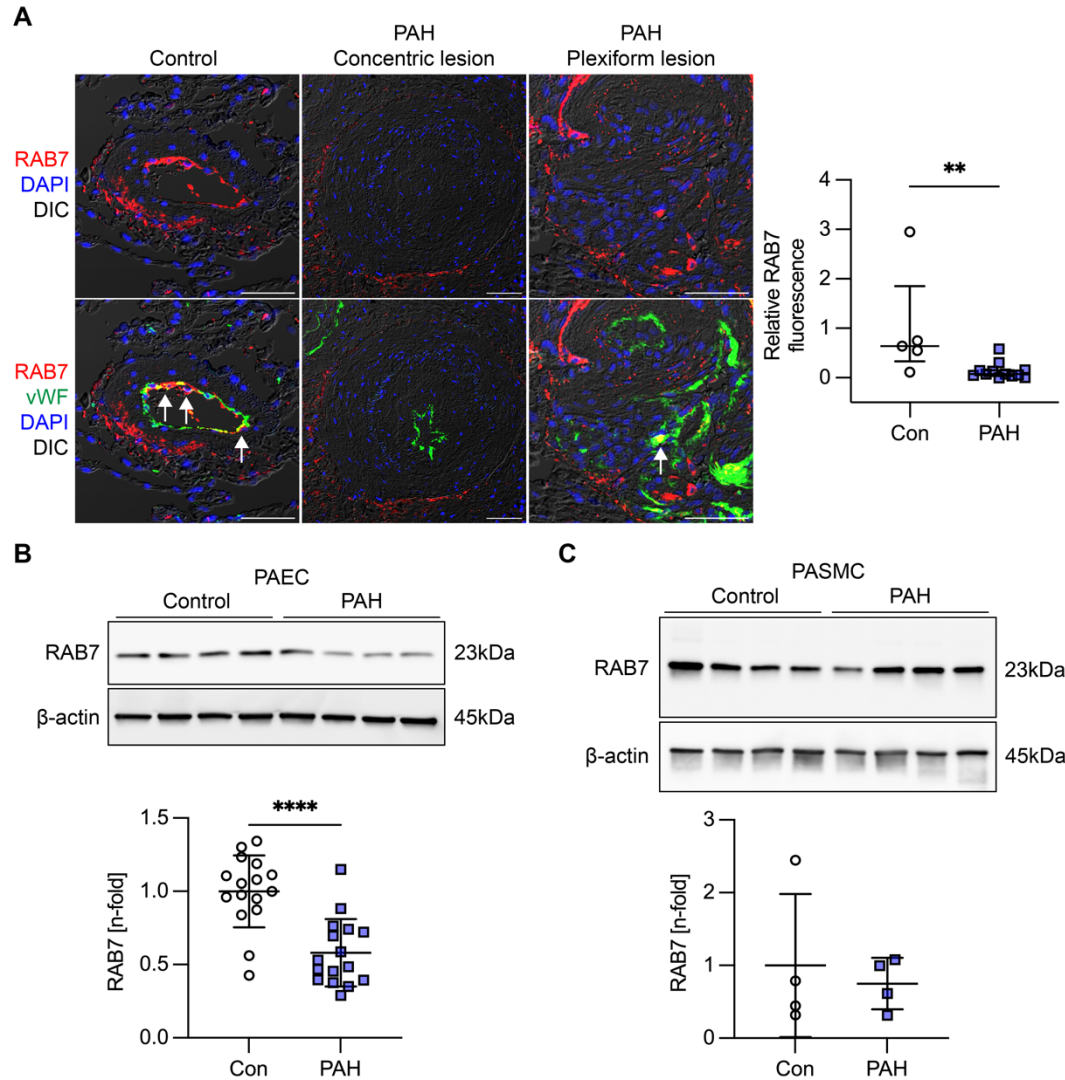 A
Control
PAH
Concentric lesion
PAH
Plexiform lesion
RAB7
DAPI
DIC
RAB7
vWF
DAPI
DIC
Relative RAB7
fluorescence
4
3
2
1
0
**
Con
PAH
B
PAEC
Control
PAH
RAB7
23kDa
β-actin
45kDa
RAB7 [n-fold]
1.5
1.0
0.5
0.0
****
Con
PAH
C
PASMC
Control
PAH
RAB7
23kDa
β-actin
45kDa
RAB7 [n-fold]
3
2
1
0
Con
PAH